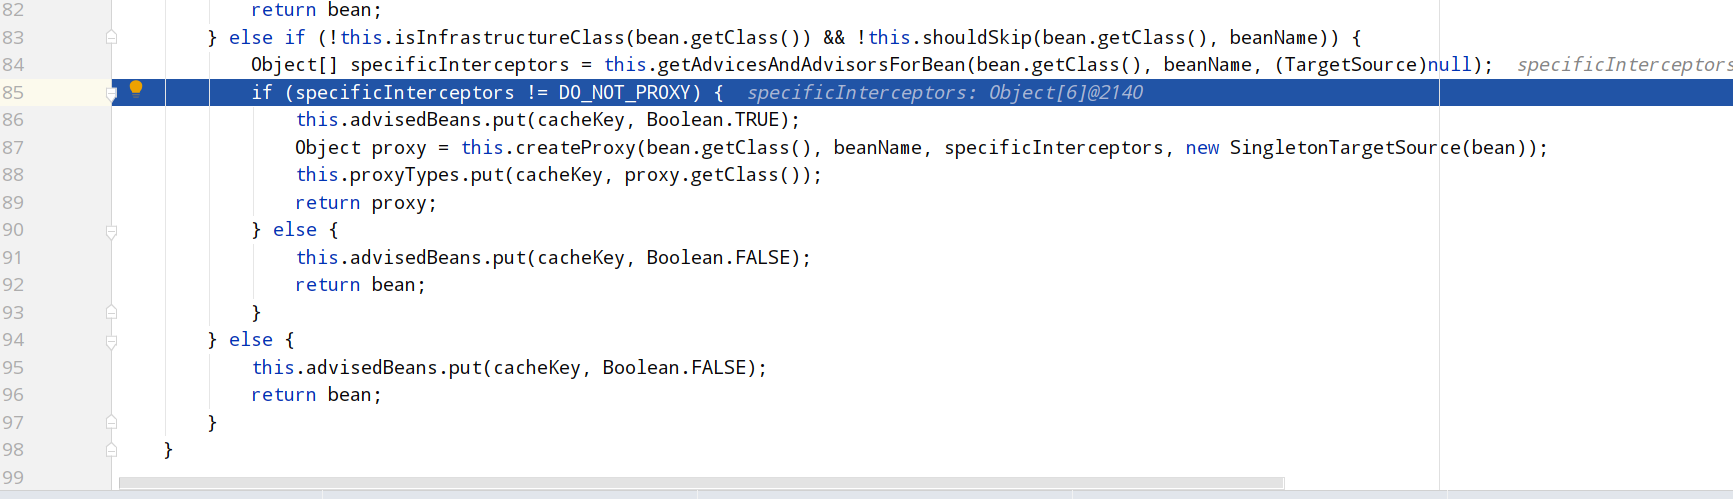 82 return bean;
83 } else if (!this.isInfrastructureClass(bean.getClass()) && !this.shouldSkip(bean.getClass(), beanName)) {
84 Object[] specificInterceptors = this.getAdvicesAndAdvisorsForBean(bean.getClass(), beanName, (TargetSource)null); specificInterceptors
85 if (specificInterceptors != DO_NOT_PROXY) { specificInterceptors: Object[6]@2140
86 this.advisedBeans.put(cacheKey, Boolean.TRUE);
87 Object proxy = this.createProxy(bean.getClass(), beanName, specificInterceptors, new SingletonTargetSource(bean));
88 this.proxyTypes.put(cacheKey, proxy.getClass());
89 return proxy;
90 } else {
91 this.advisedBeans.put(cacheKey, Boolean.FALSE);
92 return bean;
93 }
94 } else {
95 this.advisedBeans.put(cacheKey, Boolean.FALSE);
96 return bean;
97 }
98 }
99